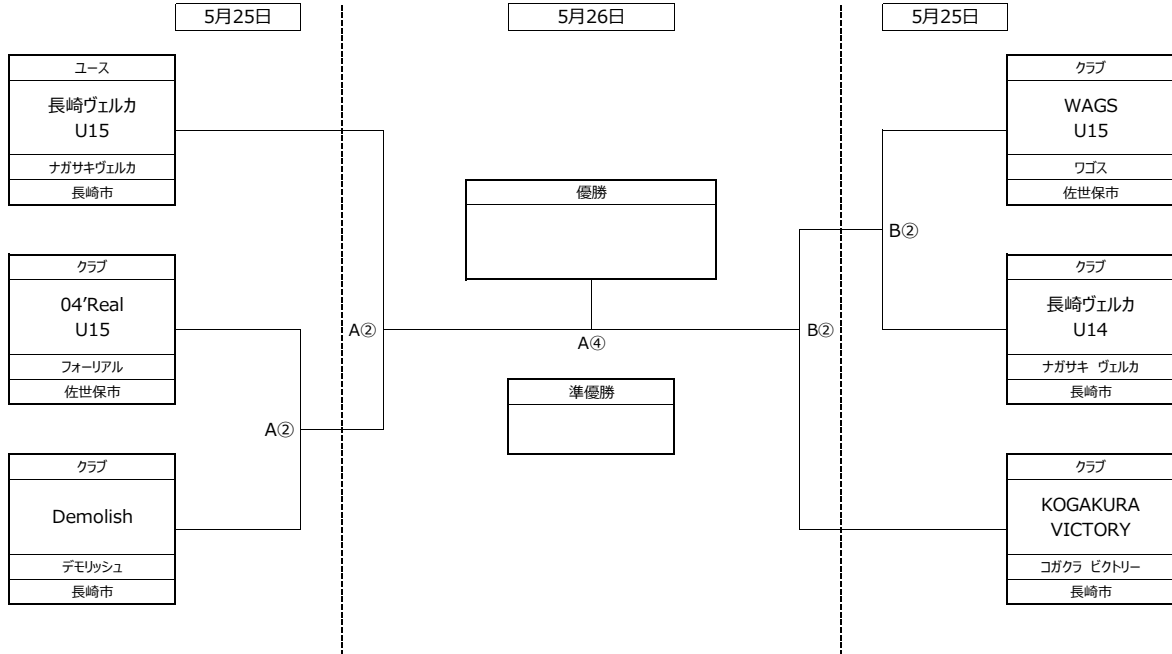 5月25日
5月26日
5月25日
ユース
長崎ヴェルカ
U15
ナガサキヴェルカ
長崎市
クラブ
04’Real
U15
フォーリアル
佐世保市
クラブ
Demolish
デモリッシュ
長崎市
A②
A②
優勝
A④
準優勝
B②
B②
クラブ
WAGS
U15
ワゴス
佐世保市
クラブ
長崎ヴェルカ
U14
ナガサキ ヴェルカ
長崎市
クラブ
KOGAKURA
VICTORY
コガクラ ビクトリー
長崎市